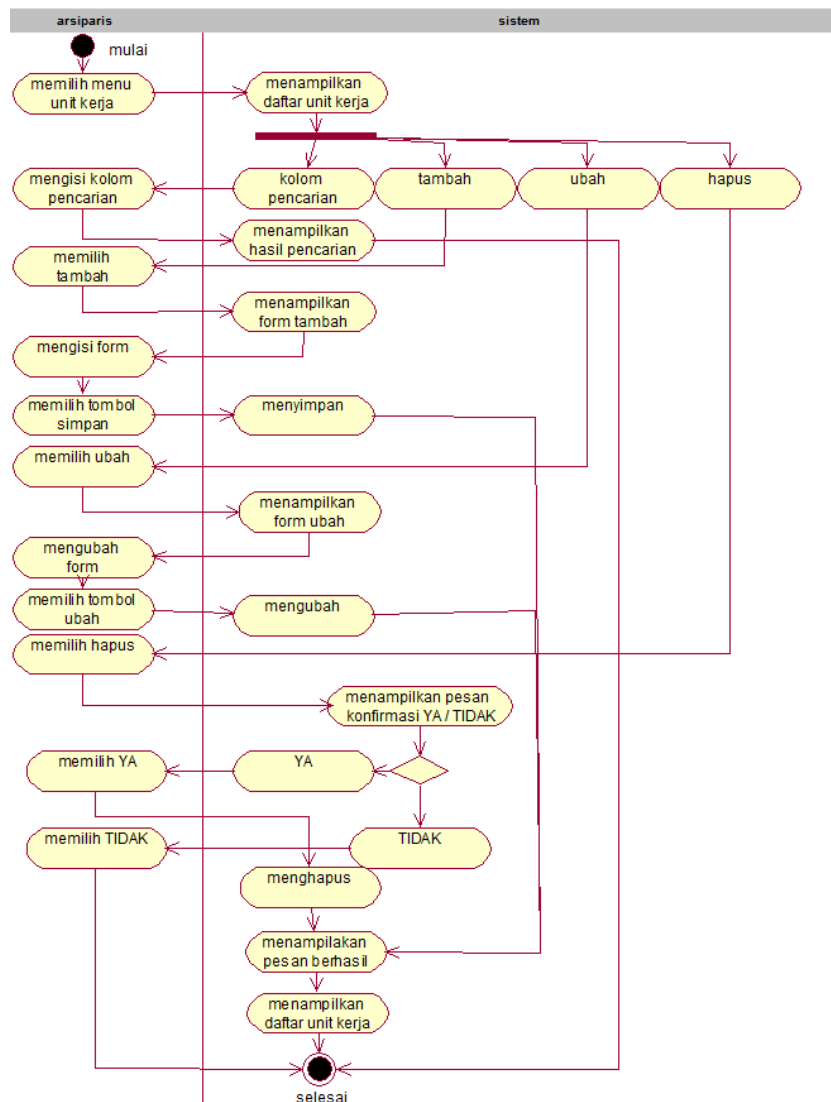 arsiparis
sistem
mulai
memilih menu
unit kerja
menampilkan
daftar unit kerja
mengisi kolom
pencarian
kolom
pencarian
tambah
ubah
hapus
menampilkan
hasil pencarian
memilih
tambah
menampilkan
form tambah
mengisi form
memilih tombol
simpan
menyimpan
memilih ubah
menampilkan
form ubah
mengubah
form
memilih tombol
ubah
mengubah
memilih hapus
menampilkan pesan
konfirmasi YA / TIDAK
memilih YA
YA
memilih TIDAK
TIDAK
menghapus
menampilakan
pesan berhasil
menampilkan
daftar unit kerja
selesai